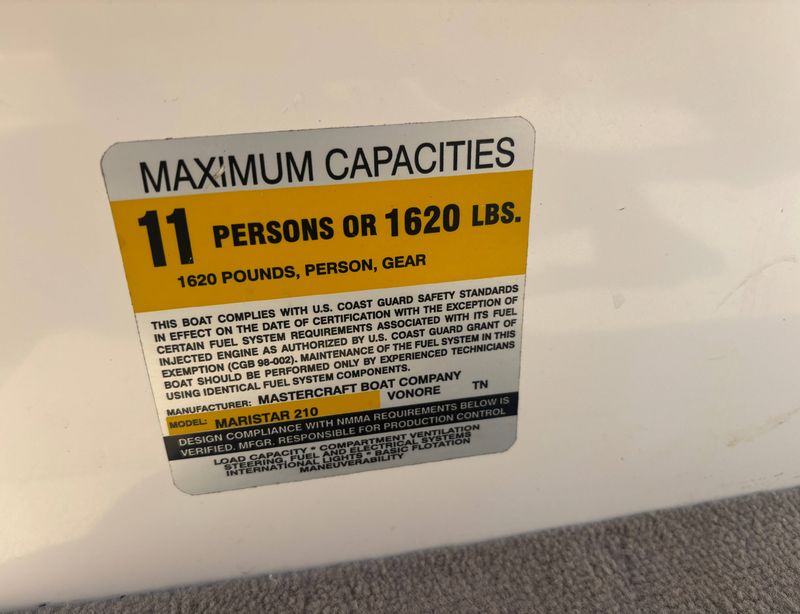 MAXIMUM CAPACITIES
11 PERSONS OR 1620 LBS.
1620 POUNDS, PERSON, GEAR
THIS BOAT COMPLIES WITH U.S. COAST GUARD SAFETY STANDARDS
IN EFFECT ON THE DATE OF CERTIFICATION WITH THE EXCEPTION OF
CERTAIN FUEL SYSTEM REQUIREMENTS ASSOCIATED WITH ITS FUEL
INJECTED ENGINE AS AUTHORIZED BY U.S. COAST GUARD GRANT OF
EXEMPTION (CGB 98-002). MAINTENANCE OF THE FUEL SYSTEM IN THIS
BOAT SHOULD BE PERFORMED ONLY BY EXPERIENCED TECHNICIANS
USING IDENTICAL FUEL SYSTEM COMPONENTS.
MANUFACTURER: MASTERCRAFT BOAT COMPANY
VONORE TN
MODEL: MARISTAR 210
DESIGN COMPLIANCE WITH NMMA REQUIREMENTS BELOW IS
VERIFIED. MFGR. RESPONSIBLE FOR PRODUCTION CONTROL
LOAD CAPACITY * COMPARTMENT VENTILATION
STEERING, FUEL AND ELECTRICAL SYSTEMS
INTERNATIONAL LIGHTS * BASIC FLOTATION
MANEUVERABILITY